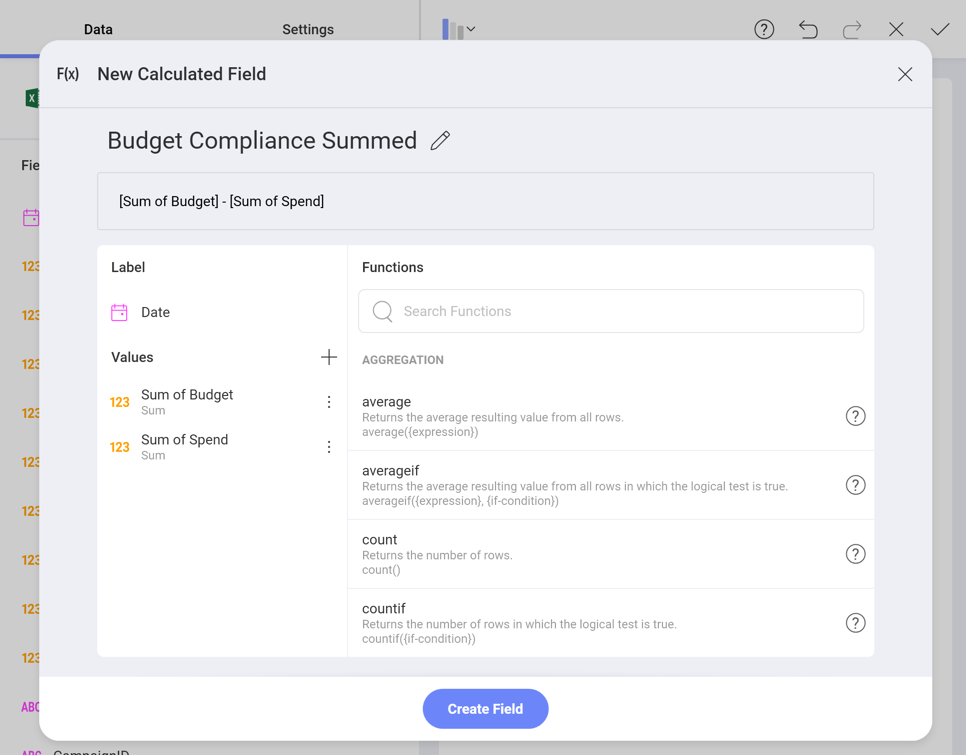 Data
Settings
F(x)
New Calculated Field
Budget Compliance Summed
[Sum of Budget] - [Sum of Spend]
Fie
123
123
123
123
123
123
123
123
123
ABC
ABC
CampaignID
Label
Date
Values
123
Sum of Budget
Sum
123
Sum of Spend
Sum
Functions
Search Functions
AGGREGATION
average
Returns the average resulting value from all rows.
average({expression})
averageif
Returns the average resulting value from all rows in which the logical test is true.
averageif({expression}, {if-condition})
count
Returns the number of rows.
count()
countif
Returns the number of rows in which the logical test is true.
countif({if-condition})
Create Field